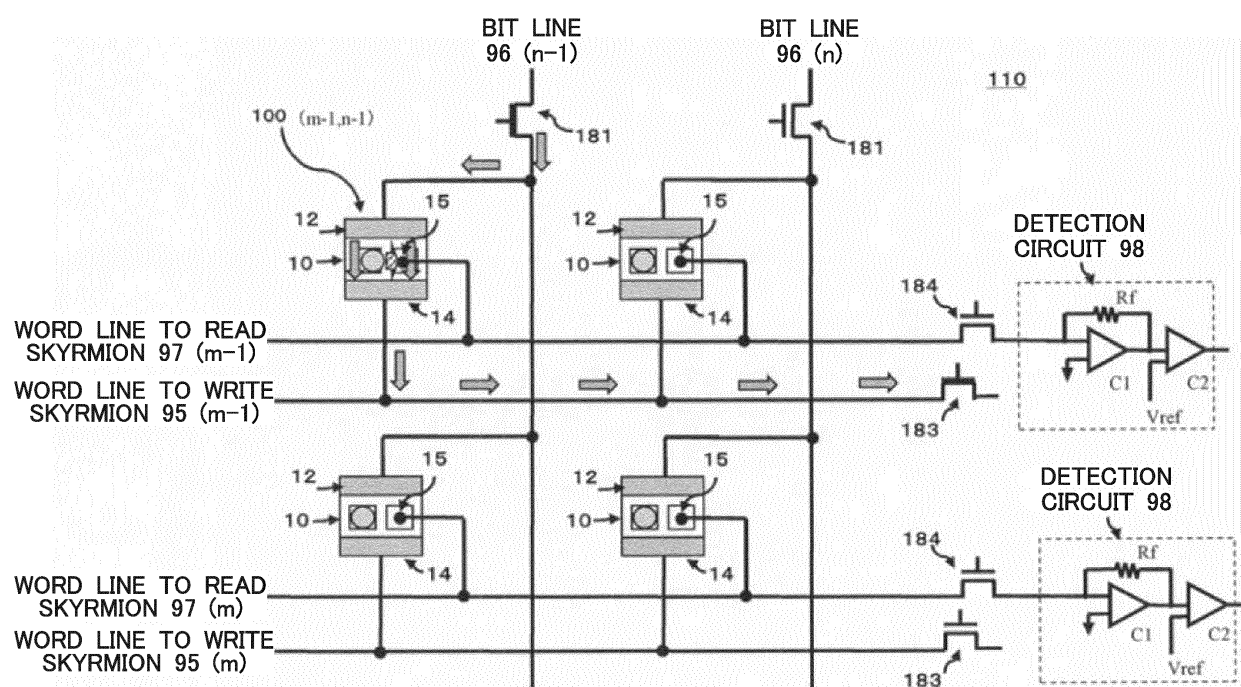 BIT LINE
96 (n-1)
BIT LINE
96 (n)
110
100 (m-1,n-1)
181
181
12
15
10
14
12
15
10
14
DETECTION
CIRCUIT 98
184
Rf
C1
C2
Vref
WORD LINE TO READ
SKYRMION 97 (m-1)
WORD LINE TO WRITE
SKYRMION 95 (m-1)
183
12
15
10
14
12
15
10
14
DETECTION
CIRCUIT 98
184
Rf
C1
C2
Vref
WORD LINE TO READ
SKYRMION 97 (m)
WORD LINE TO WRITE
SKYRMION 95 (m)
183